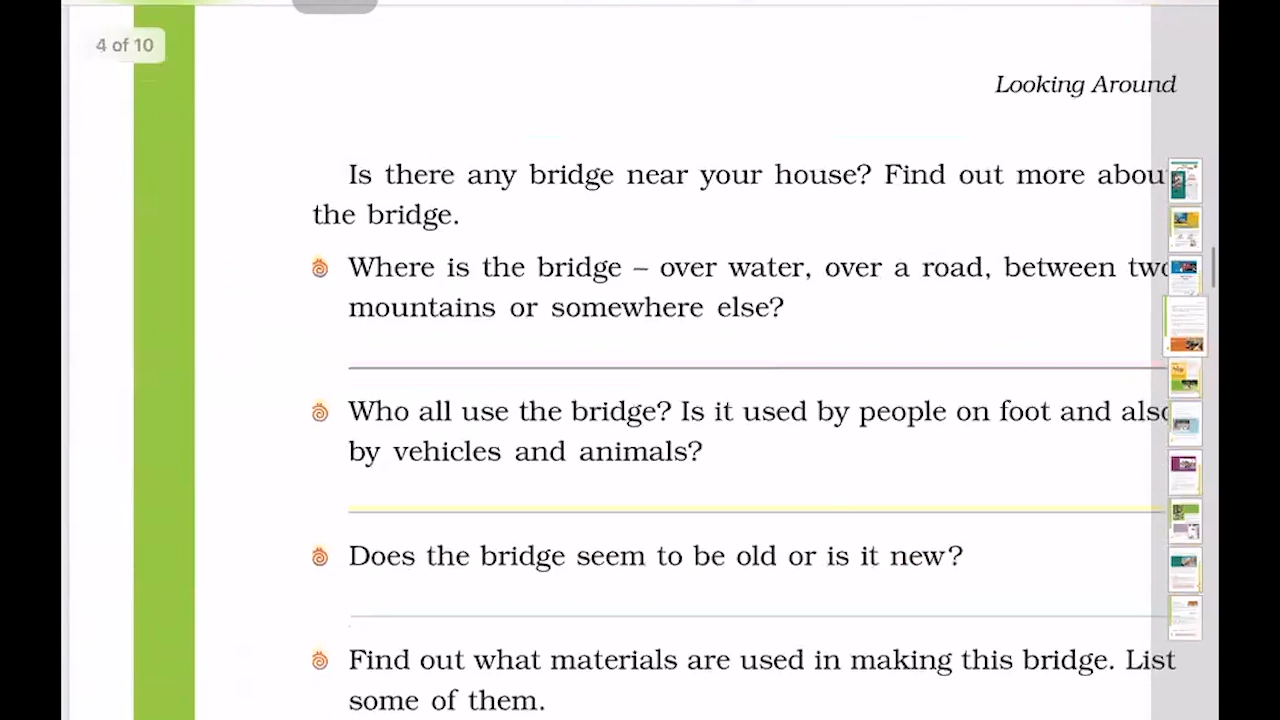 4 of 10
Looking Around
Is there any bridge near your house? Find out more about
the bridge.
Where is the bridge – over water, over a road, between two
mountains or somewhere else?
Who all use the bridge? Is it used by people on foot and also
by vehicles and animals?
Does the bridge seem to be old or is it new?
Find out what materials are used in making this bridge. List
some of them.